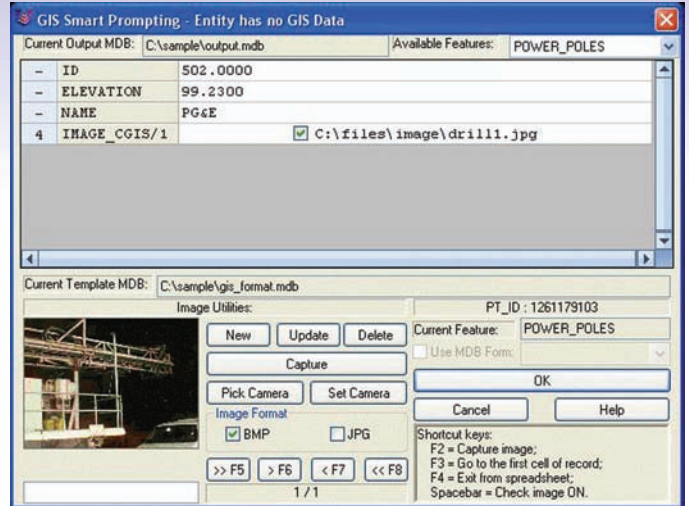 GIS Smart Prompting - Entity has no GIS Data
Current Output MDB: C:\sample\output.mdb Available Features: POWER_POLES
– ID 502.0000
– ELEVATION 99.2300
– NAME PG&E
4 IMAGE_CGIS/1 C:\files\image\drill1.jpg
Current Template MDB: C:\sample\gis_format.mdb
Image Utilities: PT_ID : 1261179103
New Update Delete Current Feature: POWER_POLES
Capture Use MDB Form:
OK
Pick Camera Set Camera
Cancel Help
Image Format
BMP JPG
Shortcut keys:
F2 = Capture image;
F3 = Go to the first cell of record;
F4 = Exit from spreadsheet;
Spacebar = Check image ON.
>> F5 > F6 < F7 << F8
1 / 1